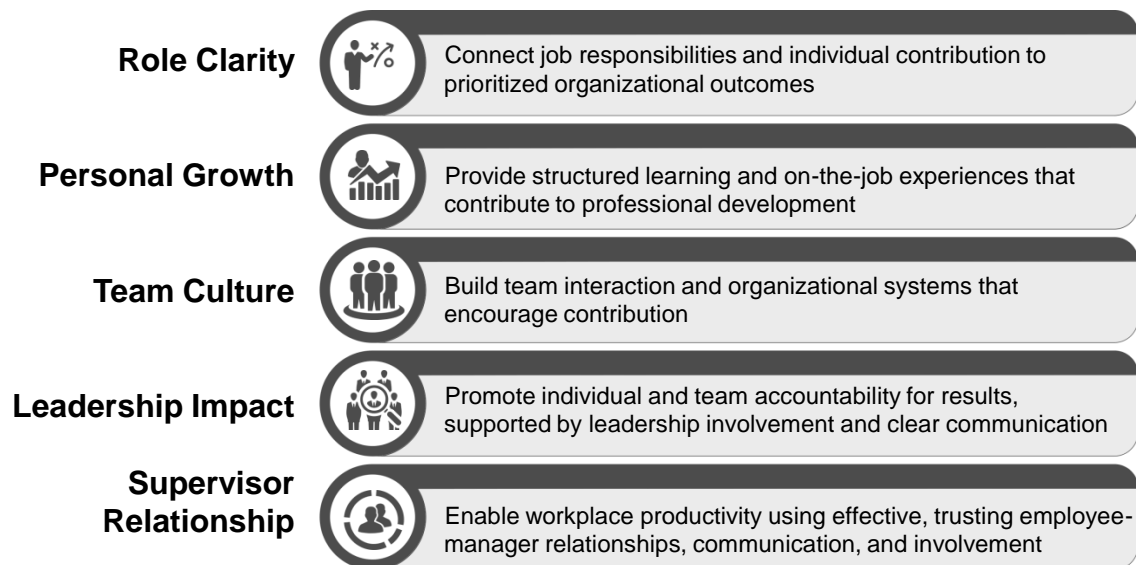 Role Clarity
Connect job responsibilities and individual contribution to
prioritized organizational outcomes
Personal Growth
Provide structured learning and on-the-job experiences that
contribute to professional development
Team Culture
Build team interaction and organizational systems that
encourage contribution
Leadership Impact
Promote individual and team accountability for results,
supported by leadership involvement and clear communication
Supervisor
Relationship
Enable workplace productivity using effective, trusting employee-
manager relationships, communication, and involvement